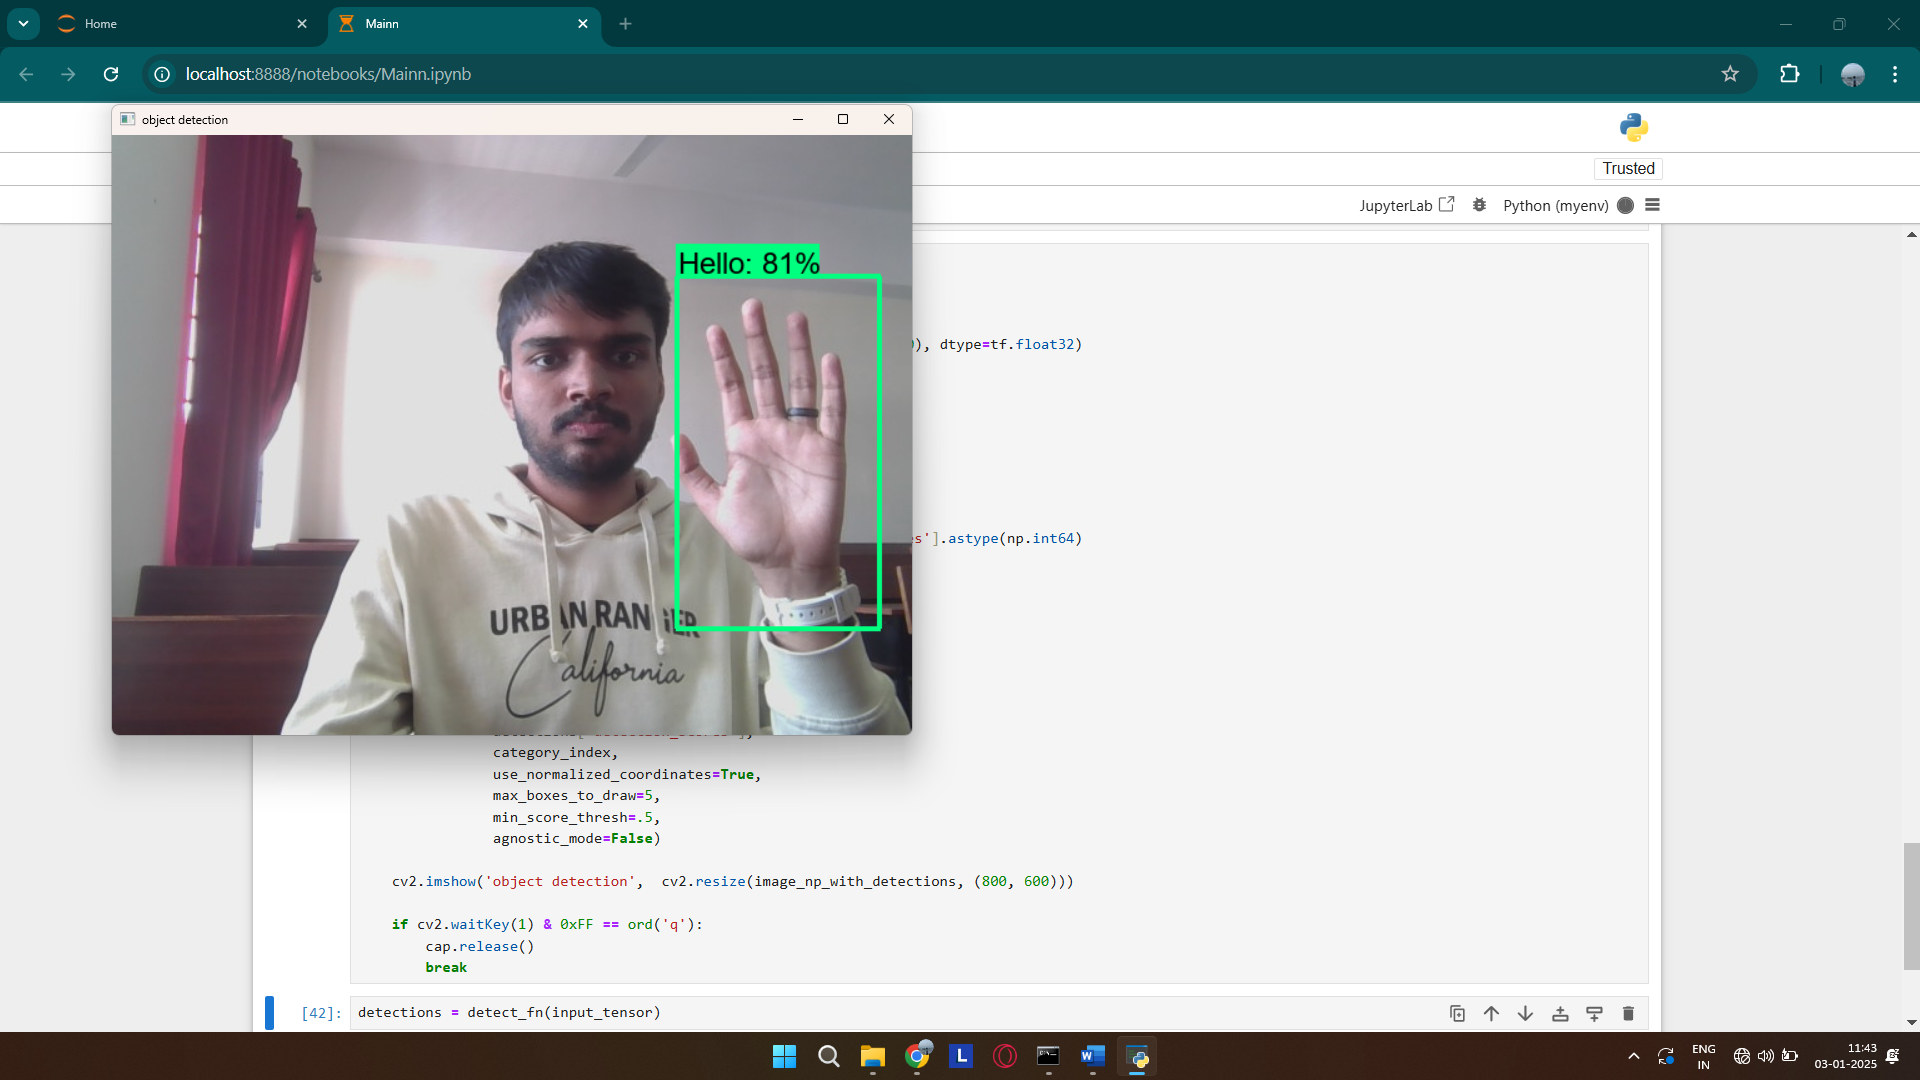 Home
Mainn
localhost:8888/notebooks/Mainn.ipynb
object detection
Trusted
JupyterLab
Python (myenv)
Hello: 81%
), dtype=tf.float32)
s'].astype(np.int64)
URBAN RANGER
California
category_index,
use_normalized_coordinates=True,
max_boxes_to_draw=5,
min_score_thresh=.5,
agnostic_mode=False)
cv2.imshow('object detection',  cv2.resize(image_np_with_detections, (800, 600)))
if cv2.waitKey(1) & 0xFF == ord('q'):
cap.release()
break
[42]:
detections = detect_fn(input_tensor)
L
ENG
IN
11:43
03-01-2025